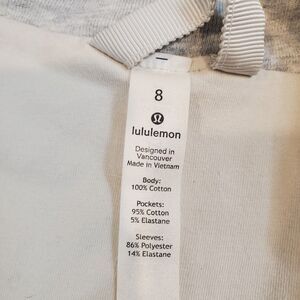 8
lululemon
Designed in
Vancouver
Made in Vietnam
Body:
100% Cotton
Pockets:
95% Cotton
5% Elastane
Sleeves:
86% Polyester
14% Elastane